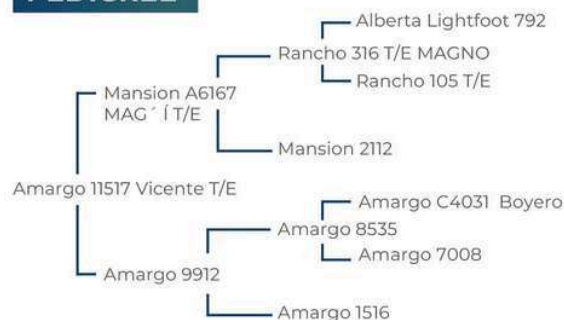 PEDIGREE
Alberta Lightfoot 792
Rancho 316 T/E MAGNO
Rancho 105 T/E
Mansion A6167
MAG´ Í T/E
Mansion 2112
Amargo 11517 Vicente T/E
Amargo C4031 Boyero
Amargo 8535
Amargo 7008
Amargo 9912
Amargo 1516